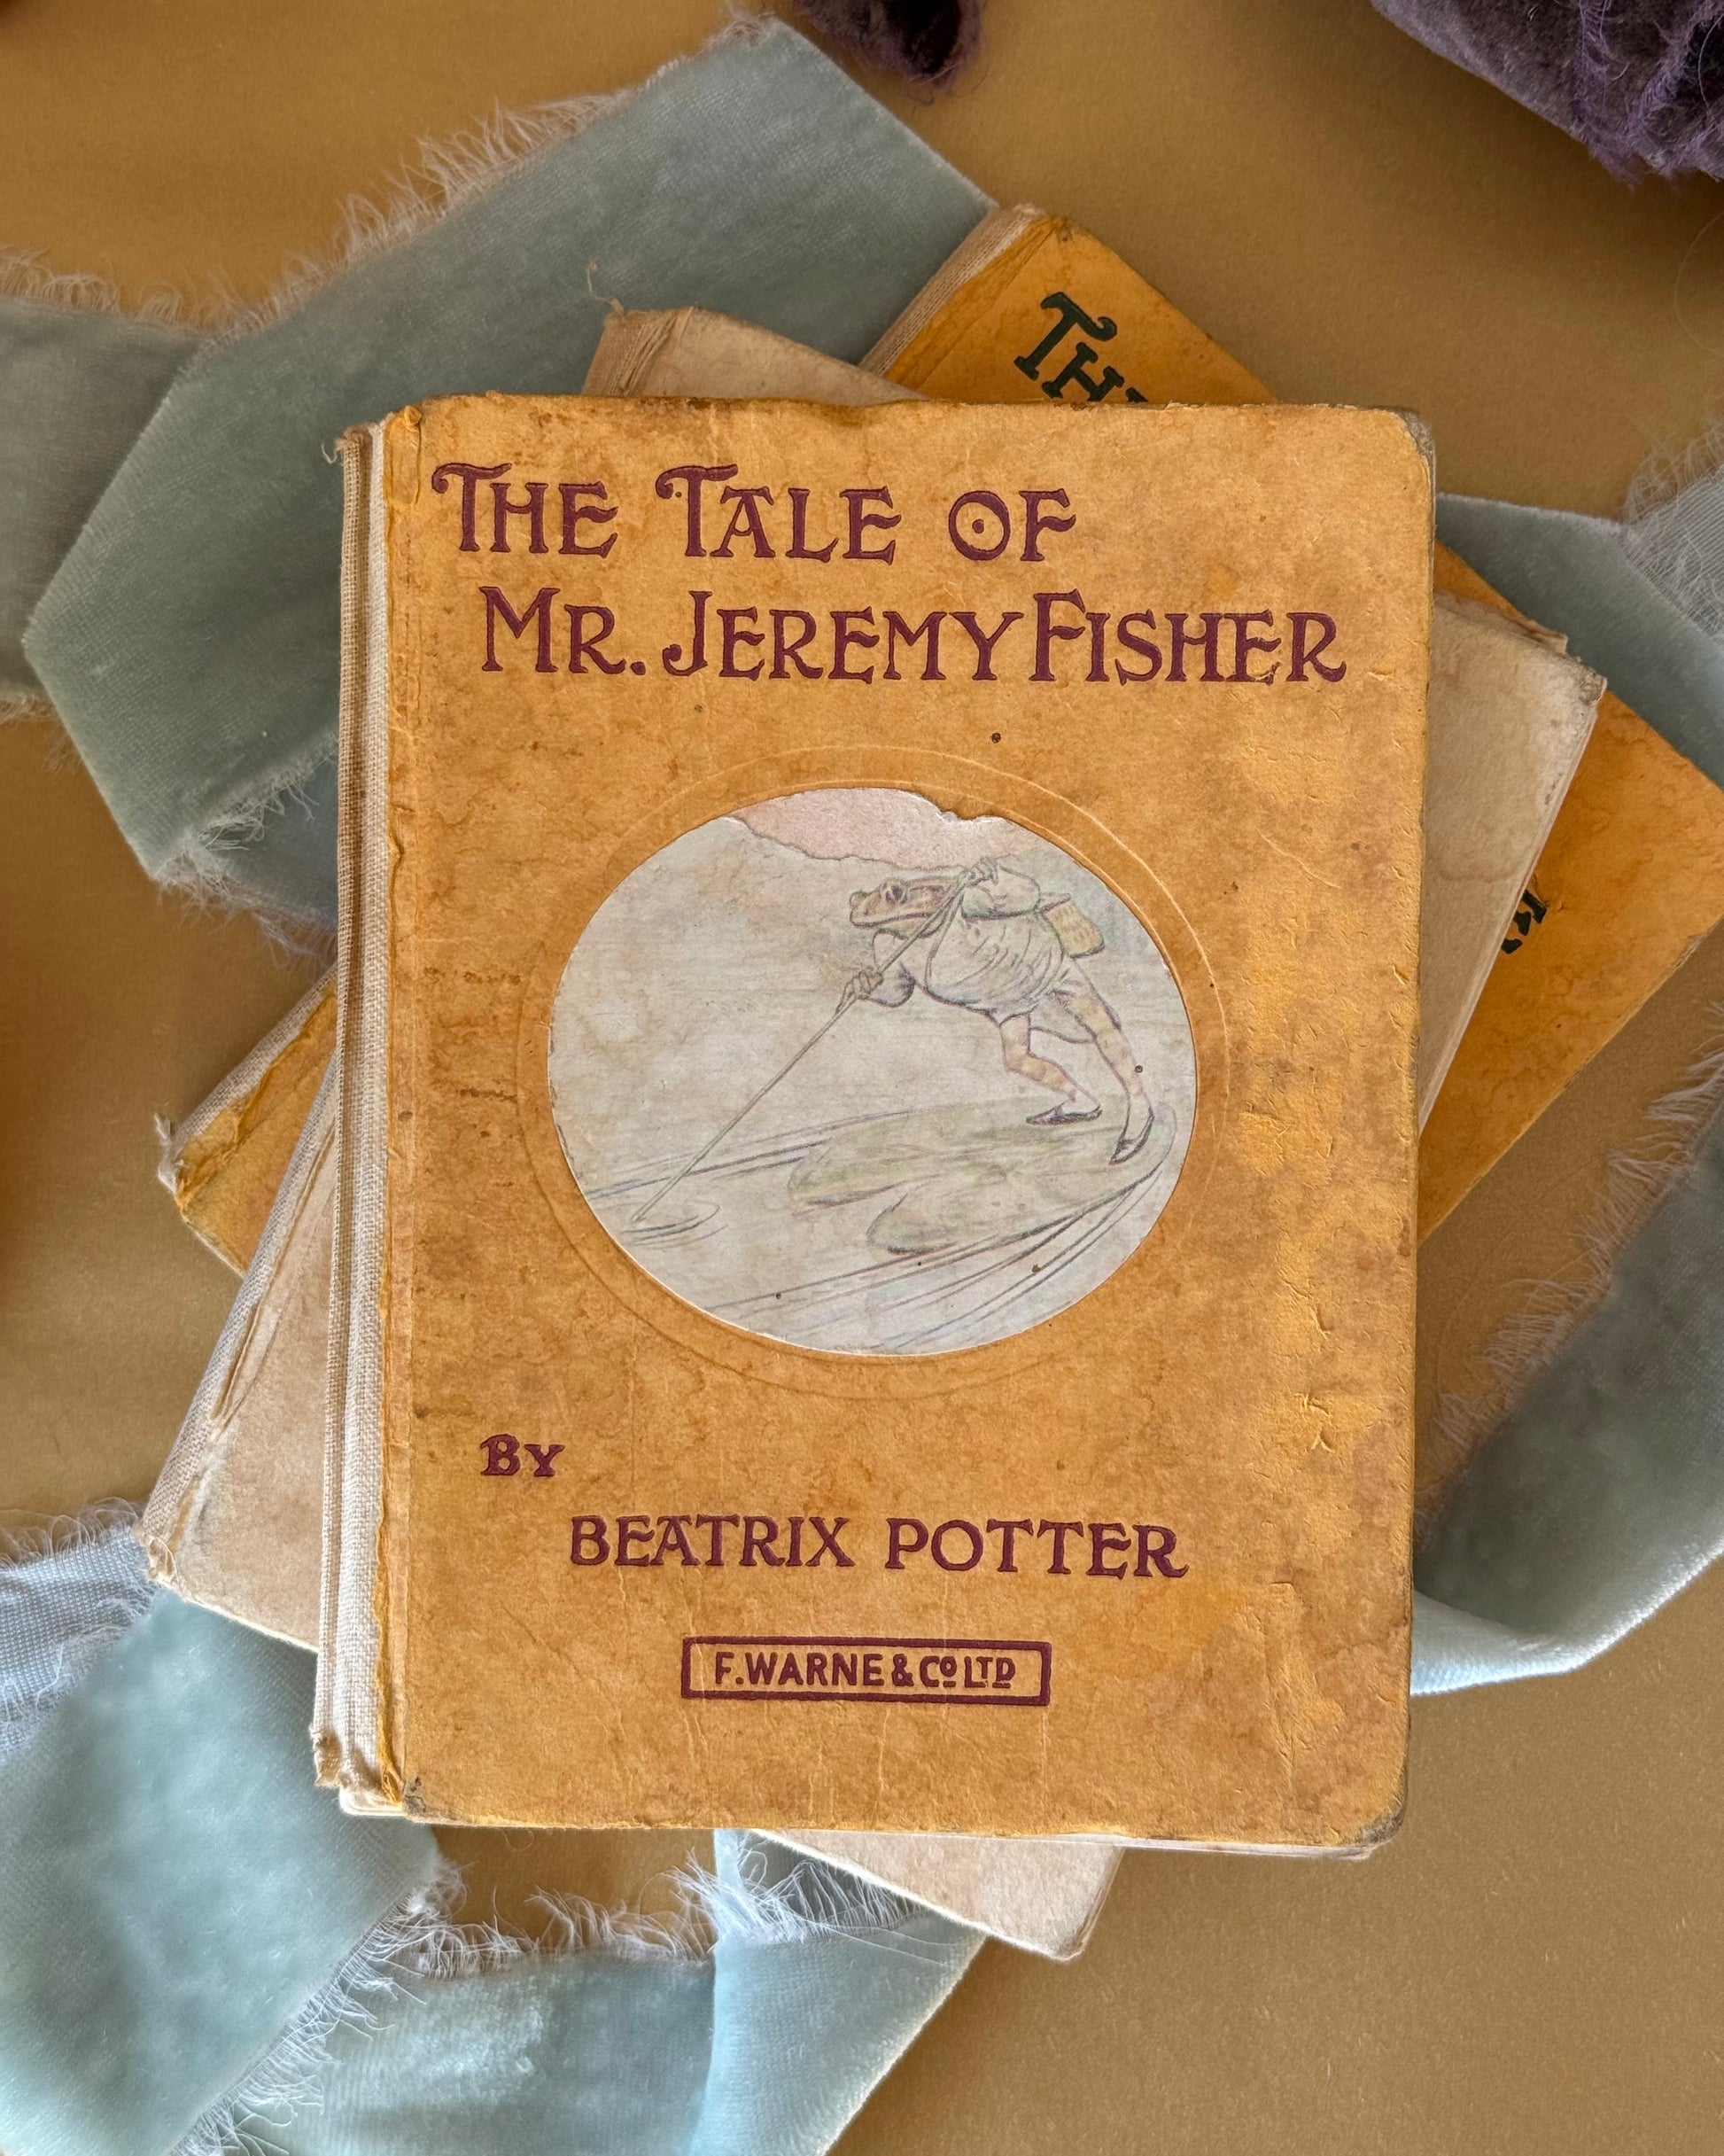 THE TALE OF
MR. JEREMY FISHER
BY
BEATRIX POTTER
F. WARNE & Co LTD